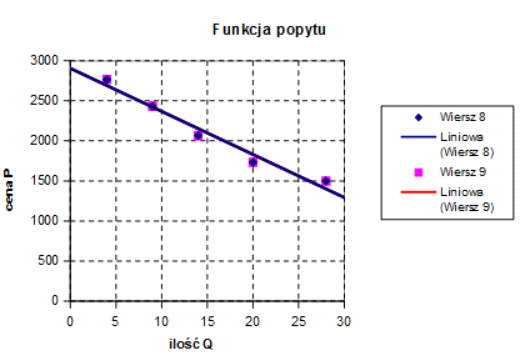 Funkcja popytu
3000
2500
2000
1500
1000
500
0
cena P
0 5 10 15 20 25 30
ilość Q
Wiersz 8
Liniowa
(Wiersz 8)
Wiersz 9
Liniowa
(Wiersz 9)